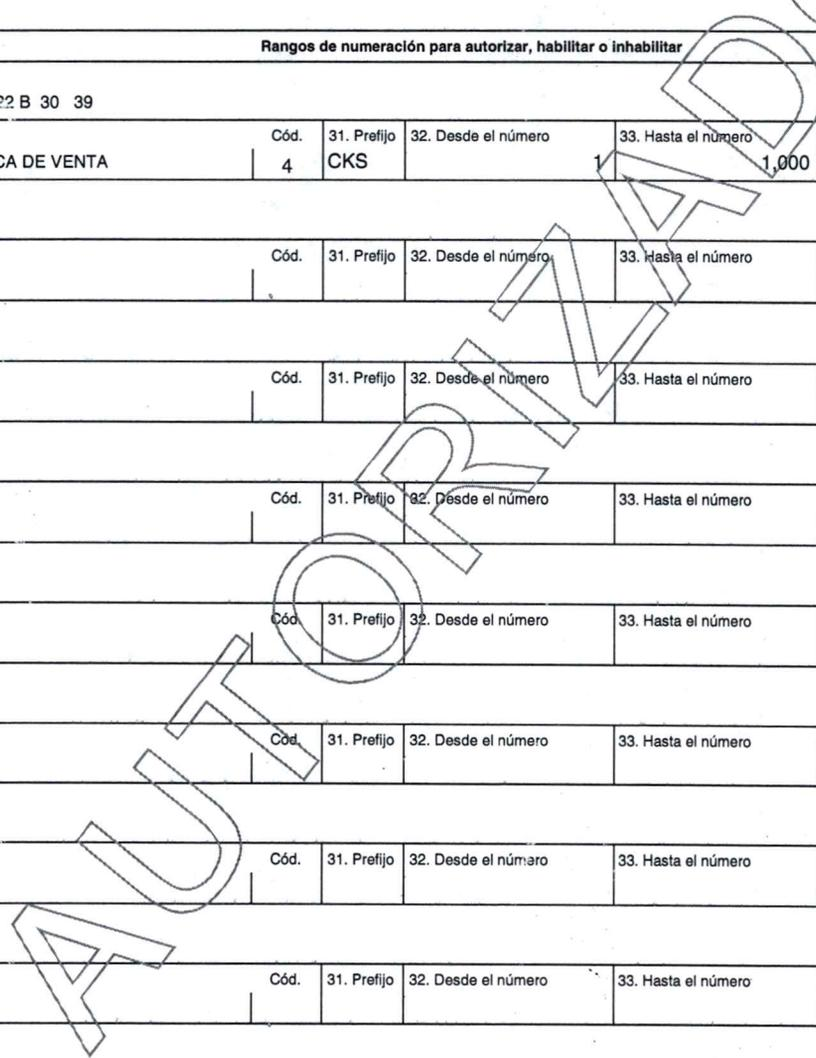 Rangos de numeración para autorizar, habilitar o inhabilitar
22 B 30 39
Cód. 31. Prefijo 32. Desde el número 33. Hasta el número
CA DE VENTA 4 CKS 1 1,000
Cód. 31. Prefijo 32. Desde el número 33. Hasta el número
Cód. 31. Prefijo 32. Desde el número 33. Hasta el número
Cód. 31. Prefijo 32. Desde el número 33. Hasta el número
Cód. 31. Prefijo 32. Desde el número 33. Hasta el número
Cód. 31. Prefijo 32. Desde el número 33. Hasta el número
Cód. 31. Prefijo 32. Desde el número 33. Hasta el número
Cód. 31. Prefijo 32. Desde el número 33. Hasta el número
AUTORIZADO